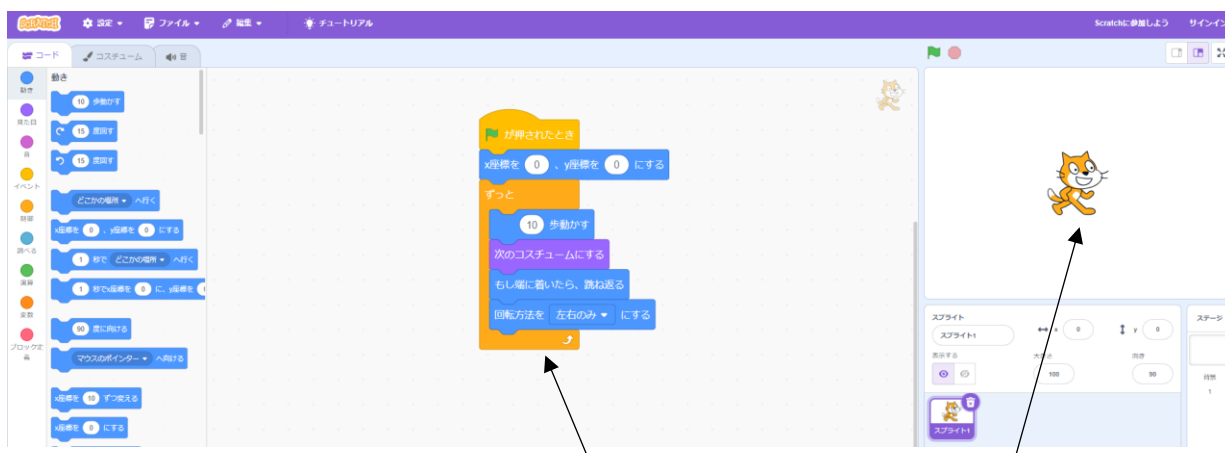 SCRATCH 設定 ファイル 編集 チュートリアル Scratchに参加しよう サインイン
コード コスチューム 音
動き
動き
見た目
音
イベント
制御
調べる
演算
変数
ブロック定義
10 歩動かす
15 度回す
15 度回す
どこかの場所 へ行く
x座標を 0 、y座標を 0 にする
1 秒で どこかの場所 へ行く
1 秒でx座標を 0 に、y座標を
90 度に向ける
マウスのポインター へ向ける
x座標を 10 ずつ変える
x座標を 0 にする
が押されたとき
x座標を 0 、y座標を 0 にする
ずっと
10 歩動かす
次のコスチュームにする
もし端に着いたら、跳ね返る
回転方法を 左右のみ にする
スプライト
スプライト1 x 0 y 0
表示する 大きさ 向き
100 90
スプライト1
ステージ
背景
1